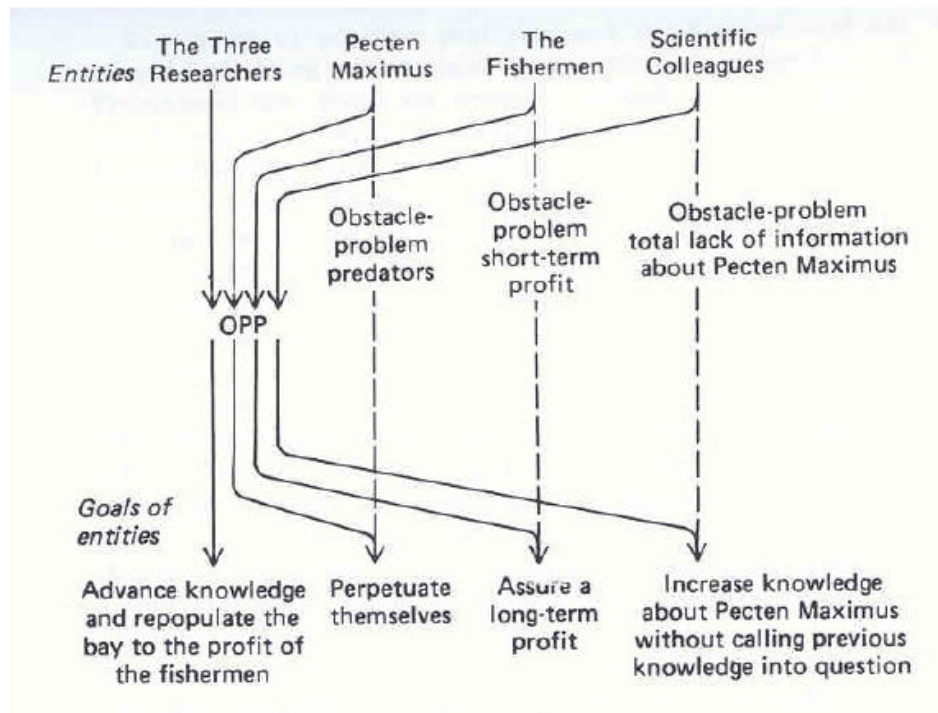 Entities
The Three
Researchers
Pecten
Maximus
The
Fishermen
Scientific
Colleagues
Obstacle-
problem
predators
Obstacle-
problem
short-term
profit
Obstacle-problem
total lack of information
about Pecten Maximus
OPP
Goals of
entities
Advance knowledge
and repopulate the
bay to the profit of
the fishermen
Perpetuate
themselves
Assure a
long-term
profit
Increase knowledge
about Pecten Maximus
without calling previous
knowledge into question